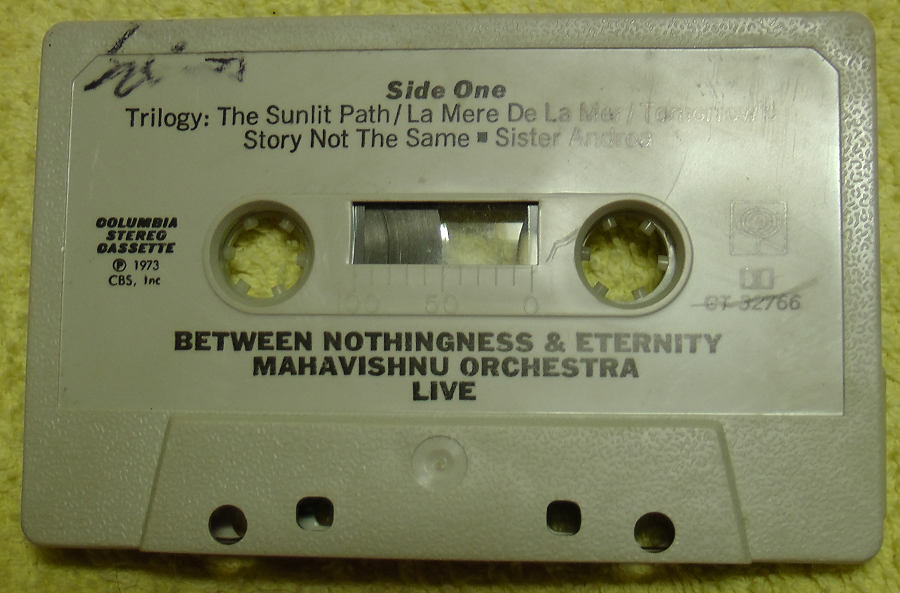 Side One
Trilogy: The Sunlit Path/La Mere De La Mer/Tomorrow's
Story Not The Same ■ Sister Andrea
COLUMBIA
STEREO
CASSETTE
Ⓟ 1973
CBS, Inc
CT 32766
100 50 0
BETWEEN NOTHINGNESS & ETERNITY
MAHAVISHNU ORCHESTRA
LIVE